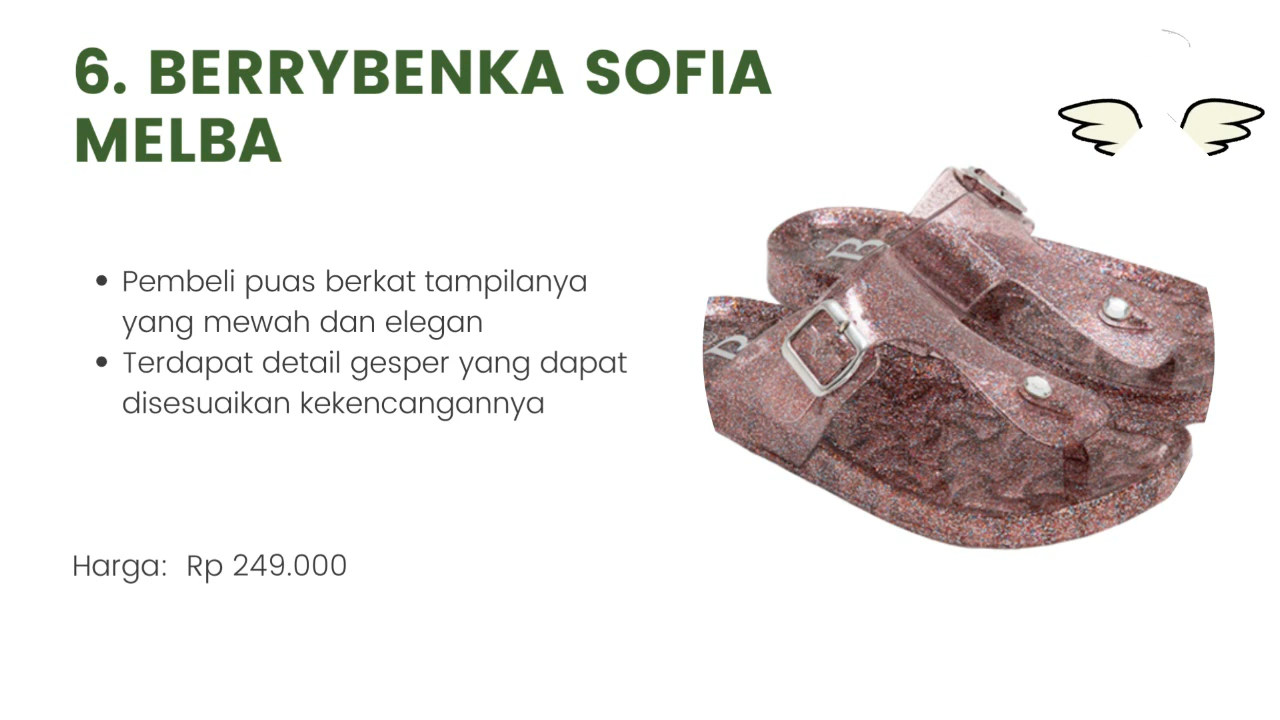 6. BERRYBENKA SOFIA
MELBA
• Pembeli puas berkat tampilanya
yang mewah dan elegan
• Terdapat detail gesper yang dapat
disesuaikan kekencangannya
Harga: Rp 249.000
B